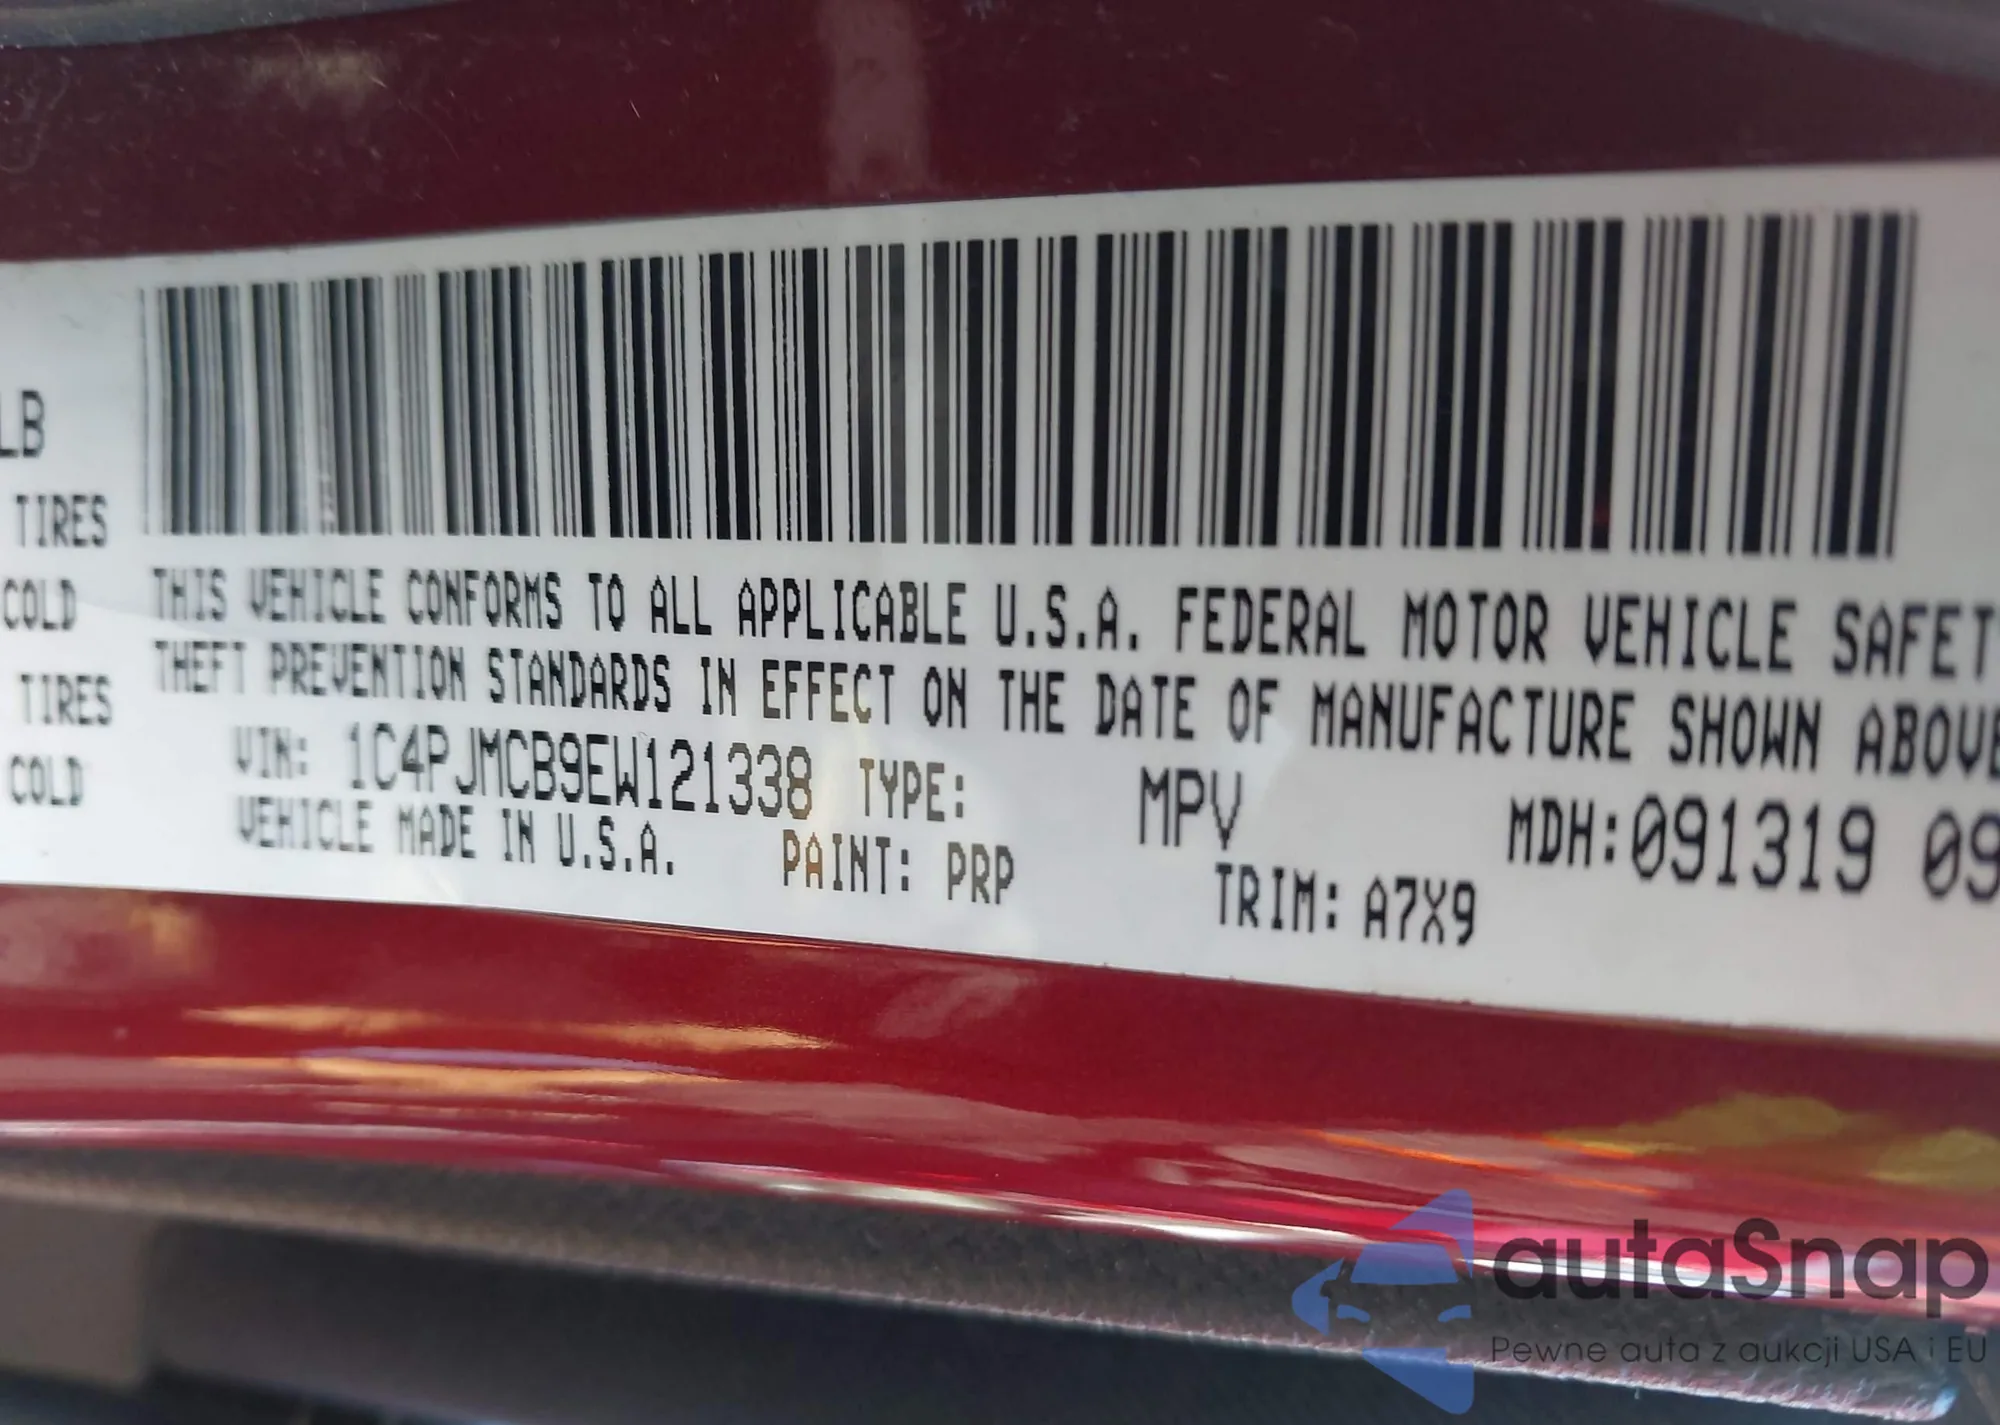 LB
TIRES
COLD
TIRES
COLD
THIS VEHICLE CONFORMS TO ALL APPLICABLE U.S.A. FEDERAL MOTOR VEHICLE SAFETY
THEFT PREVENTION STANDARDS IN EFFECT ON THE DATE OF MANUFACTURE SHOWN ABOVE
VIN: 1C4PJMCB9EW121338 TYPE: MPV MDH:091319 09
VEHICLE MADE IN U.S.A. PAINT: PRP TRIM: A7X9
autaSnap
Pewne auta z aukcji USA i EU